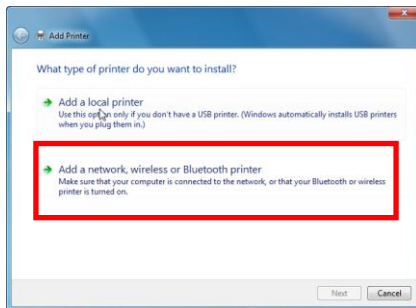 Add Printer
What type of printer do you want to install?
Add a local printer
Use this option only if you don't have a USB printer. (Windows automatically installs USB printers
when you plug them in.)
Add a network, wireless or Bluetooth printer
Make sure that your computer is connected to the network, or that your Bluetooth or wireless
printer is turned on.
Next Cancel